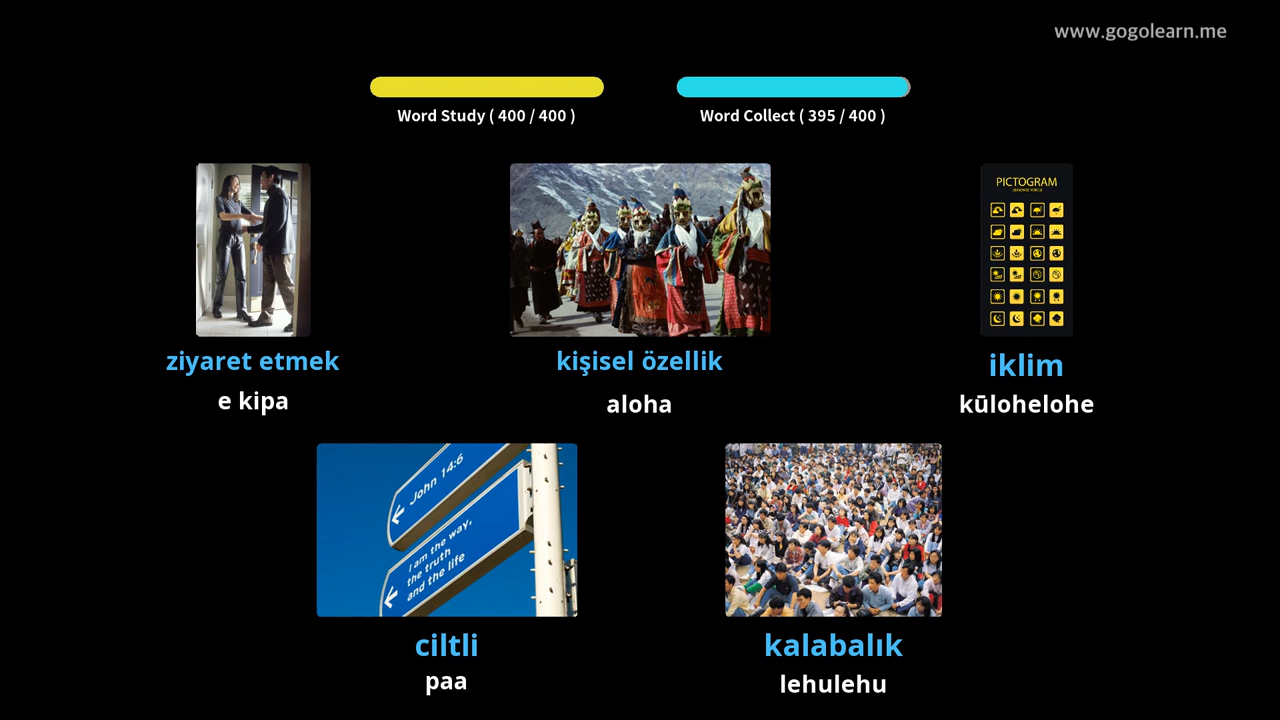 www.gogolearn.me
Word Study ( 400 / 400 )
Word Collect ( 395 / 400 )
PICTOGRAM
ziyaret etmek
kişisel özellik
iklim
e kipa
aloha
kūlohelohe
John 14:6
I am the way,
the truth
and the life
ciltli
kalabalık
paa
lehulehu